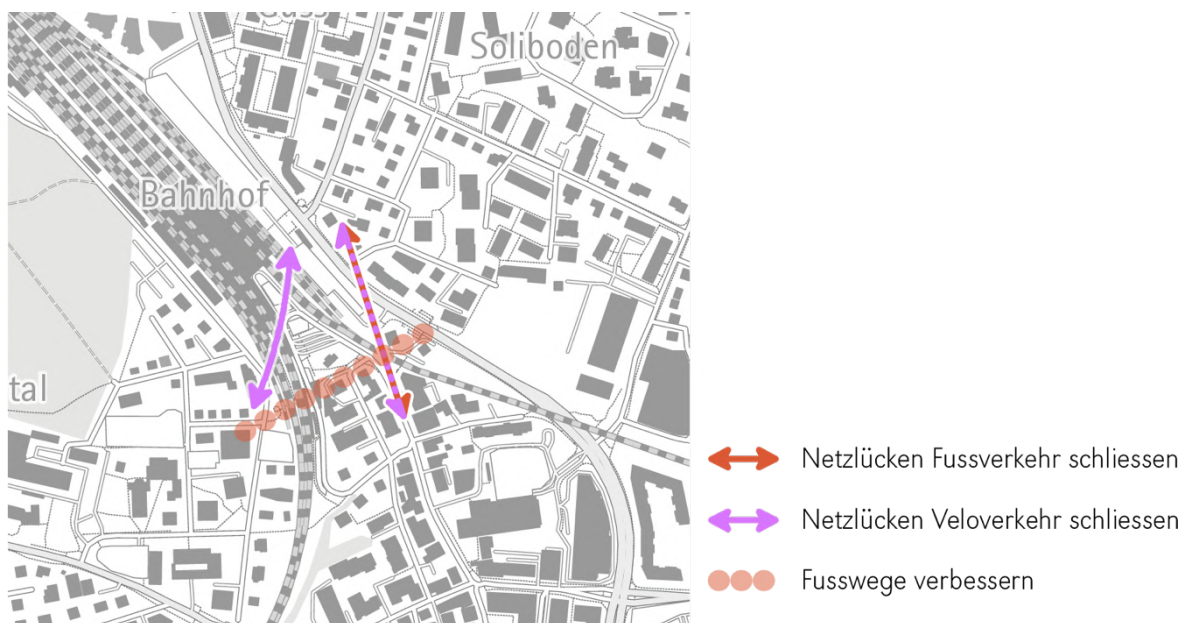 Soliboden
Bahnhof
tal
Netzlücken Fussverkehr schliessen
Netzlücken Veloverkehr schliessen
Fusswege verbessern